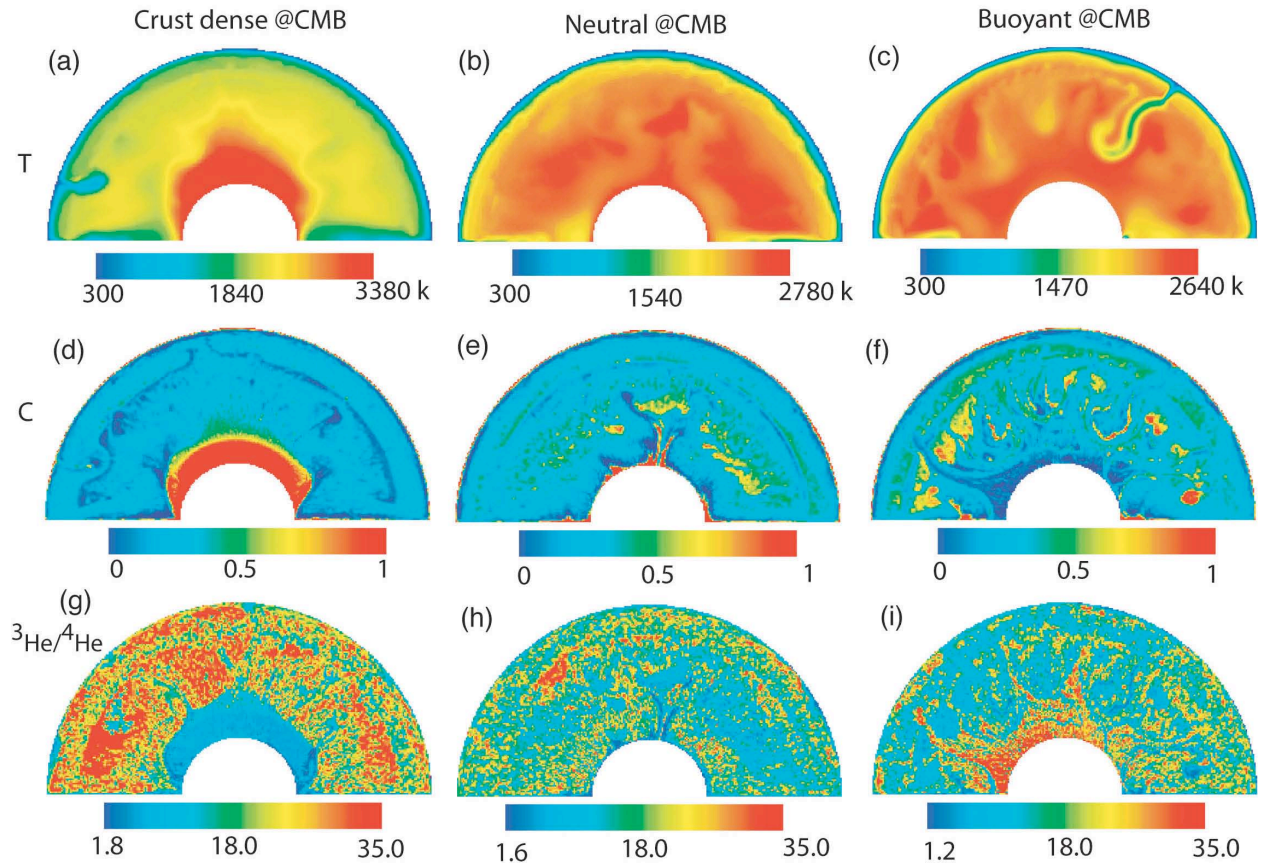 Crust dense @CMB Neutral @CMB Buoyant @CMB
(a) (b) (c)
T
300 1840 3380 k 300 1540 2780 k 300 1470 2640 k
(d) (e) (f)
C
0 0.5 1 0 0.5 1 0 0.5 1
(g) (h) (i)
³He/⁴He
1.8 18.0 35.0 1.6 18.0 35.0 1.2 18.0 35.0